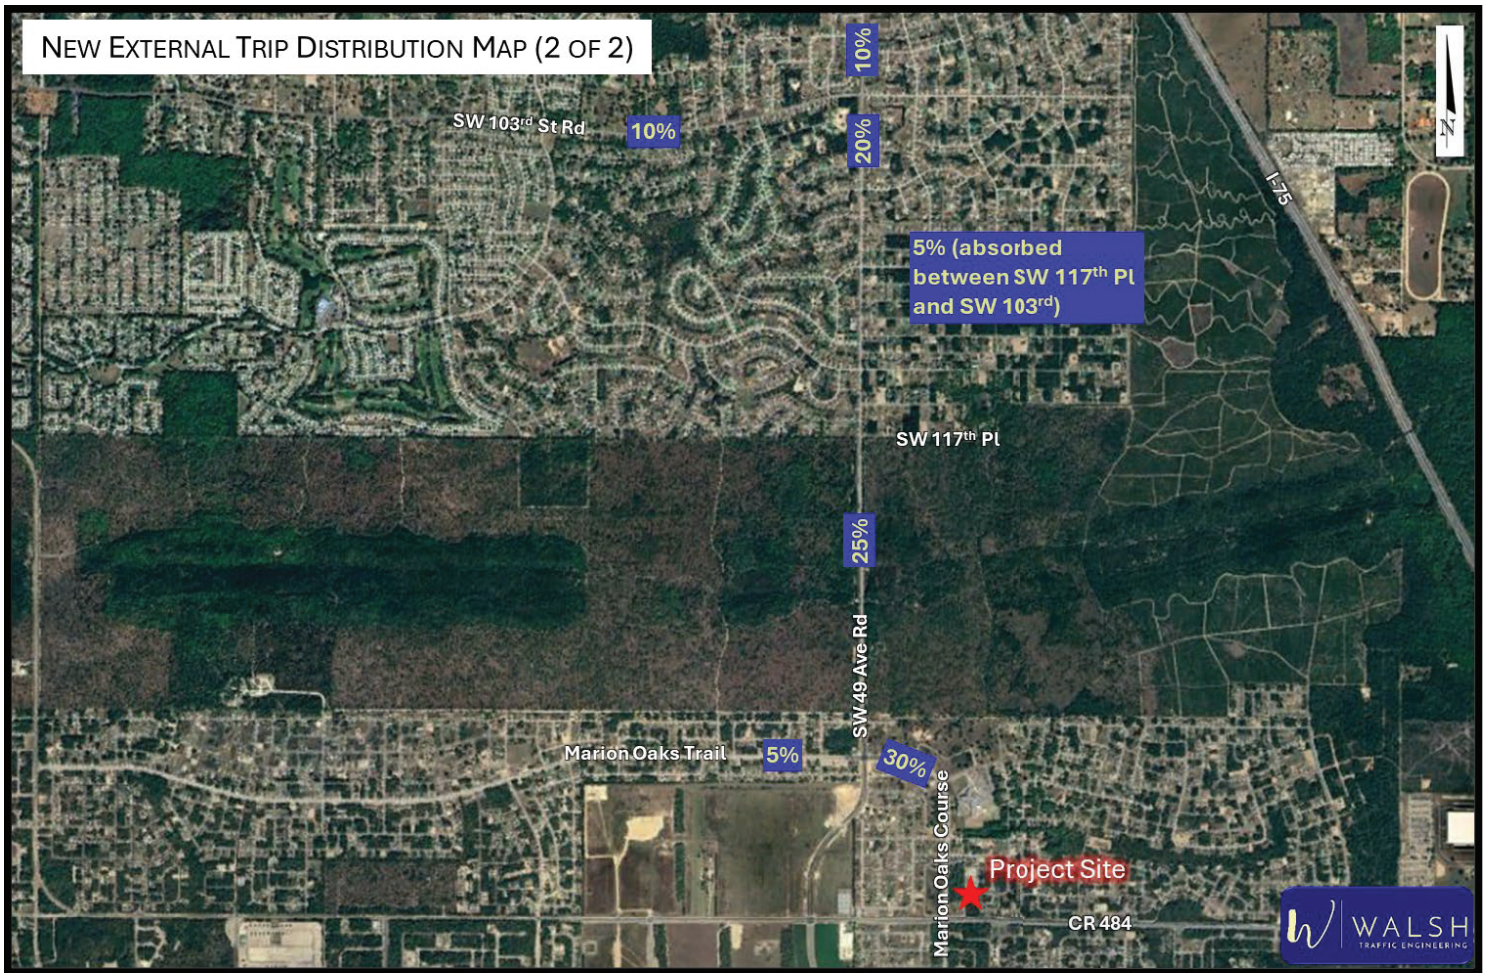 NEW EXTERNAL TRIP DISTRIBUTION MAP (2 OF 2)
10%
N
SW 103rd St Rd
10%
20%
I-75
5% (absorbed
between SW 117th Pl
and SW 103rd)
SW 117th Pl
25%
SW 49 Ave Rd
Marion Oaks Trail
5%
30%
Marion Oaks Course
Project Site
CR 484
W WALSH
TRAFFIC ENGINEERING